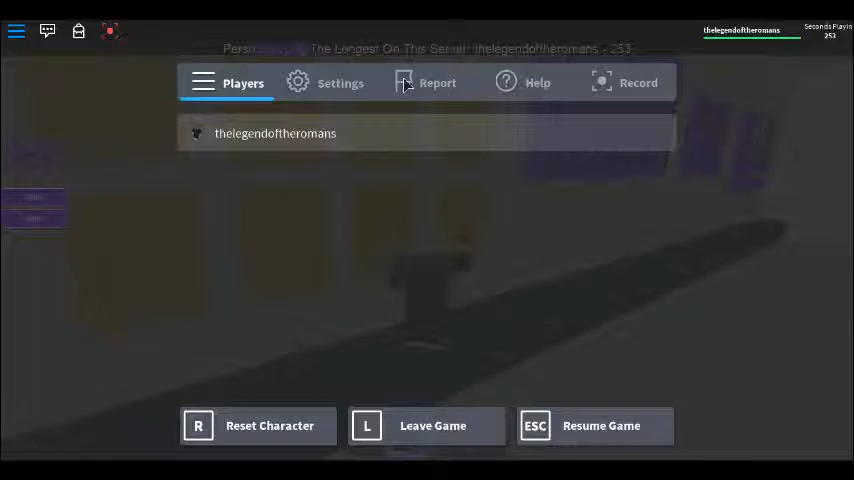 thelegendoftheromans
Seconds Playin
253
The Longest On This Server: thelegendoftheromans - 253
Players
Settings
Report
Help
Record
thelegendoftheromans
R Reset Character
L Leave Game
ESC Resume Game